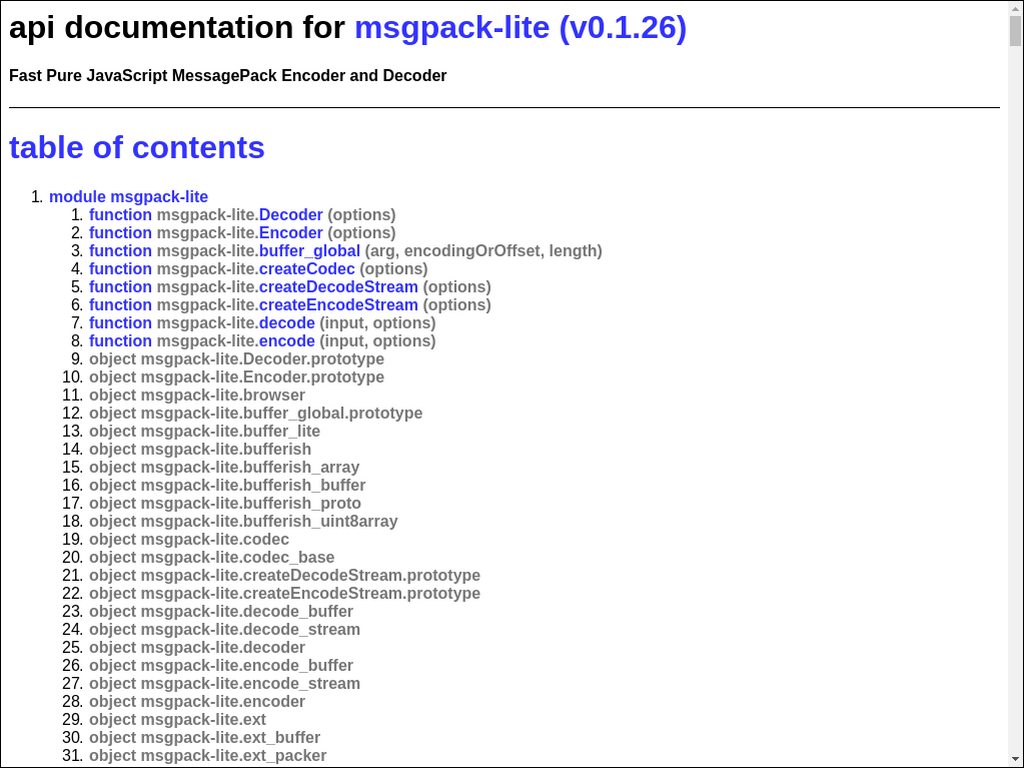 api documentation for msgpack-lite (v0.1.26)
Fast Pure JavaScript MessagePack Encoder and Decoder
table of contents
1. module msgpack-lite
1. function msgpack-lite.Decoder (options)
2. function msgpack-lite.Encoder (options)
3. function msgpack-lite.buffer_global (arg, encodingOrOffset, length)
4. function msgpack-lite.createCodec (options)
5. function msgpack-lite.createDecodeStream (options)
6. function msgpack-lite.createEncodeStream (options)
7. function msgpack-lite.decode (input, options)
8. function msgpack-lite.encode (input, options)
9. object msgpack-lite.Decoder.prototype
10. object msgpack-lite.Encoder.prototype
11. object msgpack-lite.browser
12. object msgpack-lite.buffer_global.prototype
13. object msgpack-lite.buffer_lite
14. object msgpack-lite.bufferish
15. object msgpack-lite.bufferish_array
16. object msgpack-lite.bufferish_buffer
17. object msgpack-lite.bufferish_proto
18. object msgpack-lite.bufferish_uint8array
19. object msgpack-lite.codec
20. object msgpack-lite.codec_base
21. object msgpack-lite.createDecodeStream.prototype
22. object msgpack-lite.createEncodeStream.prototype
23. object msgpack-lite.decode_buffer
24. object msgpack-lite.decode_stream
25. object msgpack-lite.decoder
26. object msgpack-lite.encode_buffer
27. object msgpack-lite.encode_stream
28. object msgpack-lite.encoder
29. object msgpack-lite.ext
30. object msgpack-lite.ext_buffer
31. object msgpack-lite.ext_packer